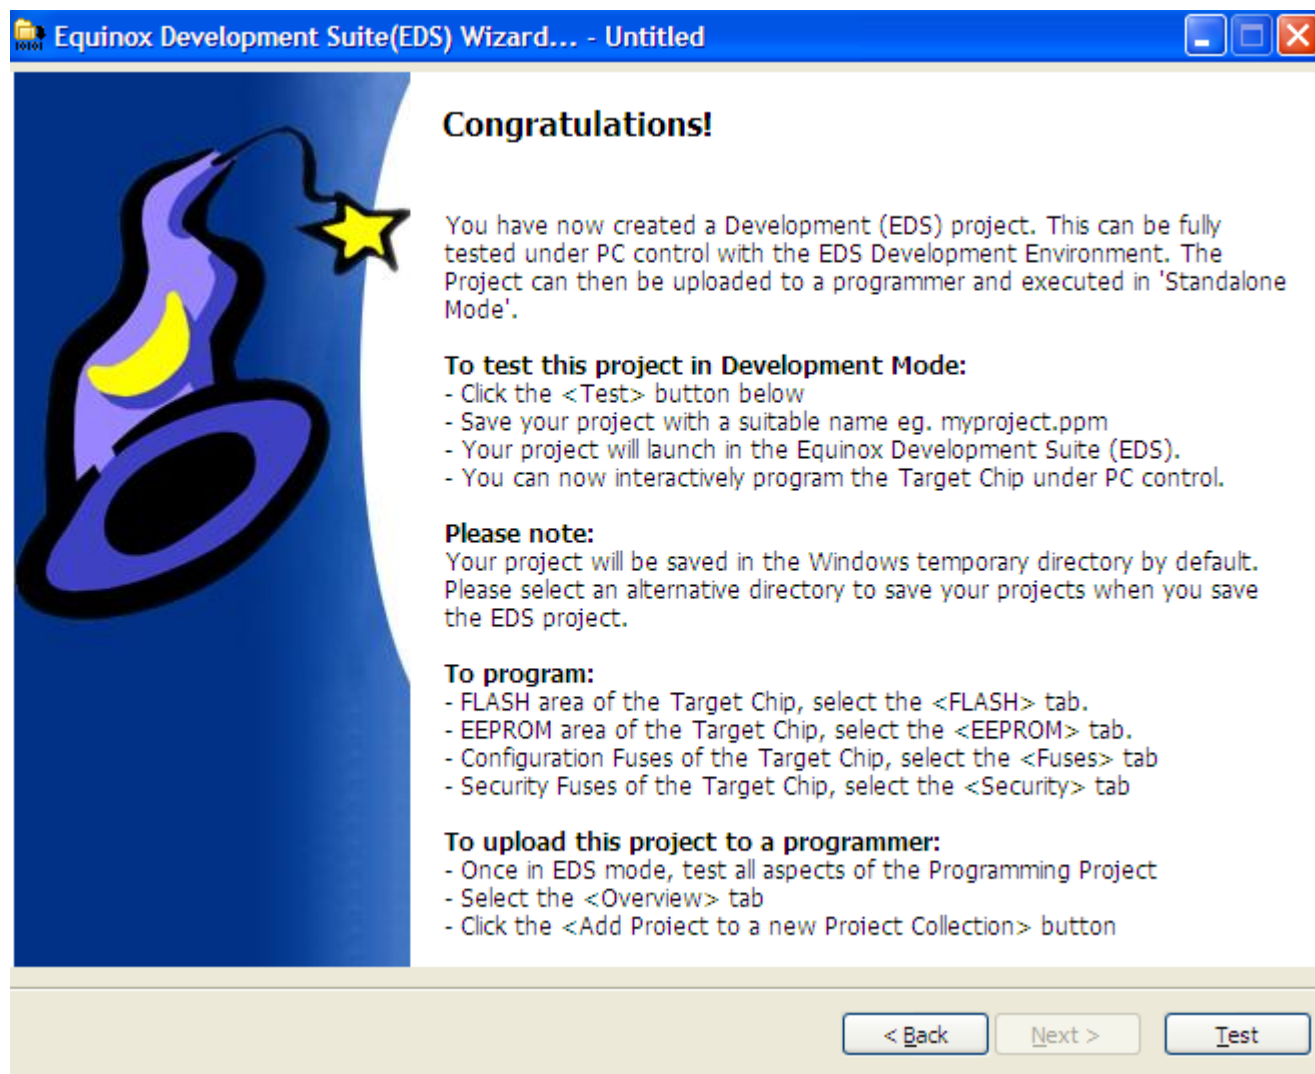 Equinox Development Suite(EDS) Wizard... - Untitled
Congratulations!
You have now created a Development (EDS) project. This can be fully
tested under PC control with the EDS Development Environment. The
Project can then be uploaded to a programmer and executed in 'Standalone
Mode'.
To test this project in Development Mode:
- Click the <Test> button below
- Save your project with a suitable name eg. myproject.ppm
- Your project will launch in the Equinox Development Suite (EDS).
- You can now interactively program the Target Chip under PC control.
Please note:
Your project will be saved in the Windows temporary directory by default.
Please select an alternative directory to save your projects when you save
the EDS project.
To program:
- FLASH area of the Target Chip, select the <FLASH> tab.
- EEPROM area of the Target Chip, select the <EEPROM> tab.
- Configuration Fuses of the Target Chip, select the <Fuses> tab
- Security Fuses of the Target Chip, select the <Security> tab
To upload this project to a programmer:
- Once in EDS mode, test all aspects of the Programming Project
- Select the <Overview> tab
- Click the <Add Project to a new Project Collection> button
< Back Next > Test